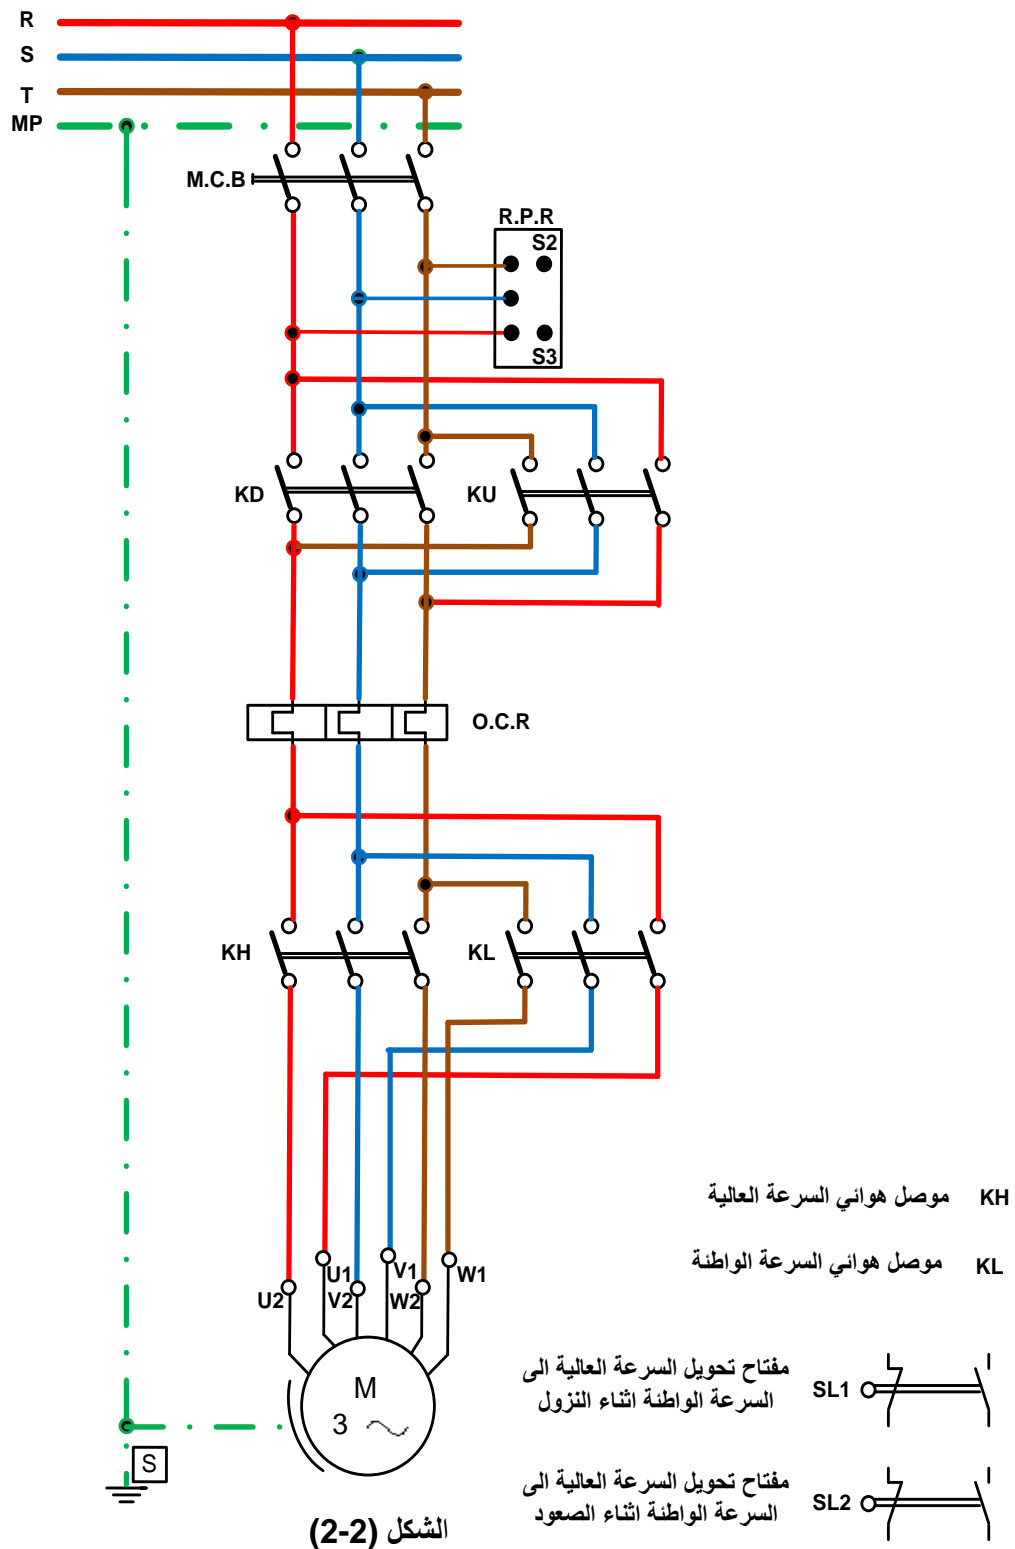 R
S
T
MP
M.C.B
R.P.R
S2
S3
KD
KU
O.C.R
KH
KL
موصل هوائي السرعة العالية KH
موصل هوائي السرعة الواطئة KL
U1
V1
W1
U2
V2
W2
M
3
مفتاح تحويل السرعة العالية الى
السرعة الواطئة اثناء النزول
SL1
S
مفتاح تحويل السرعة العالية الى
السرعة الواطئة اثناء الصعود
SL2
الشكل (2-2)